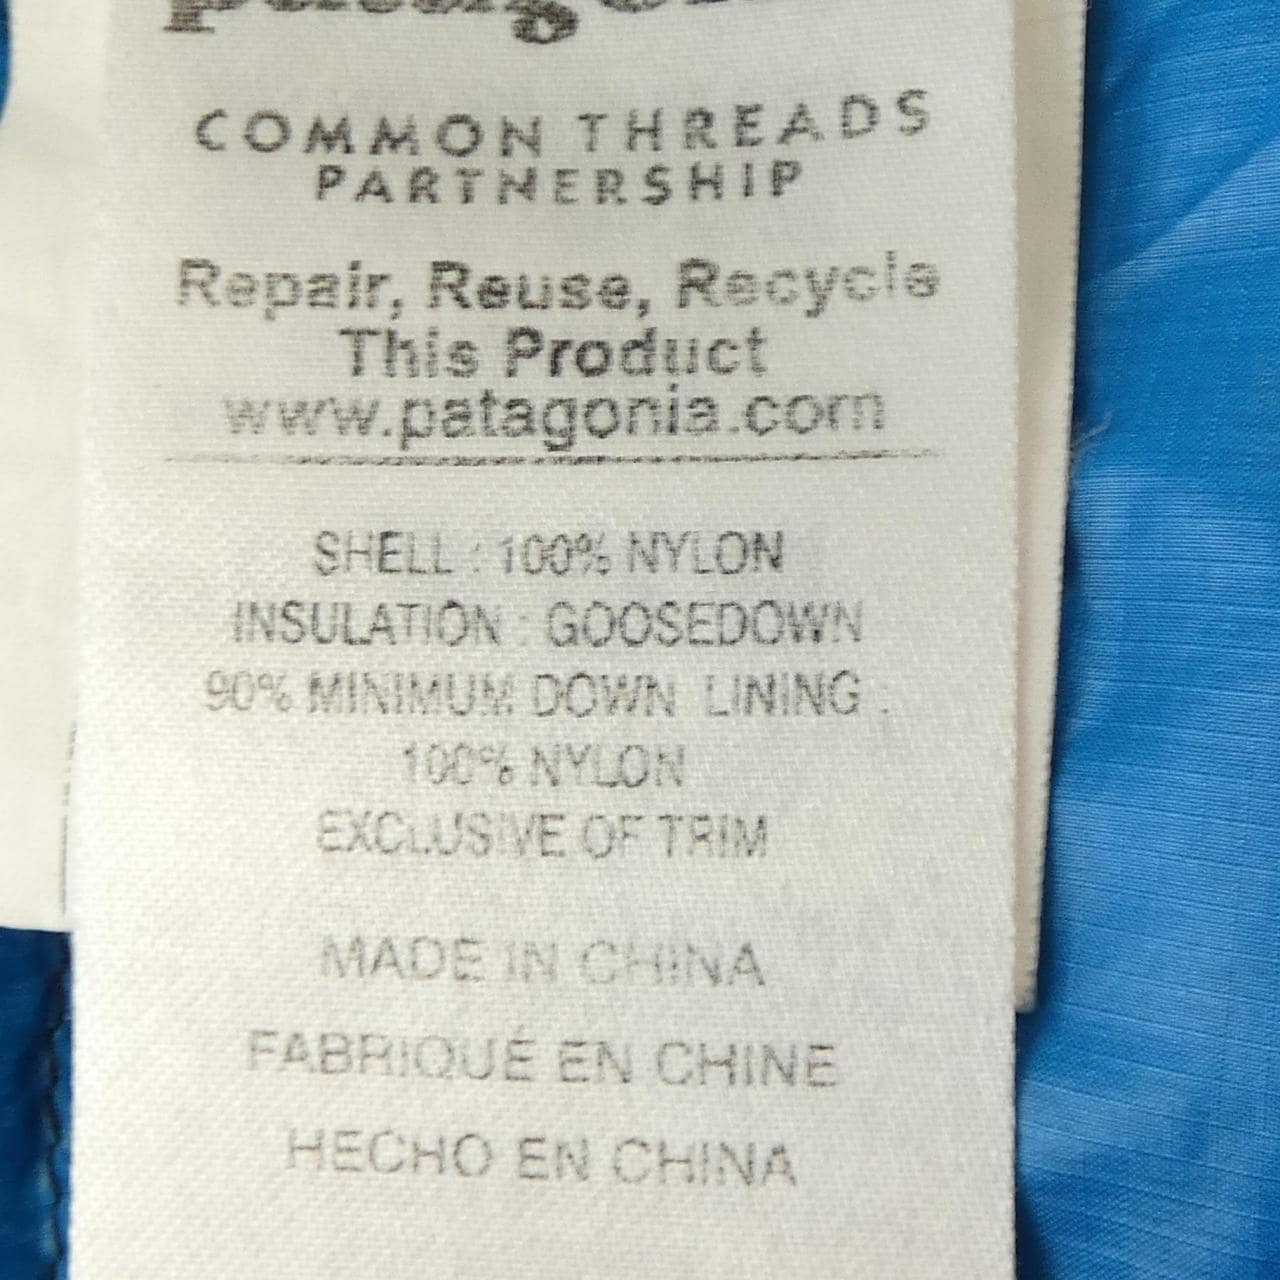 patagonia
COMMON THREADS
PARTNERSHIP
Repair, Reuse, Recycle
This Product
www.patagonia.com
SHELL : 100% NYLON
INSULATION : GOOSEDOWN
90% MINIMUM DOWN LINING :
100% NYLON
EXCLUSIVE OF TRIM
MADE IN CHINA
FABRIQUÉ EN CHINE
HECHO EN CHINA